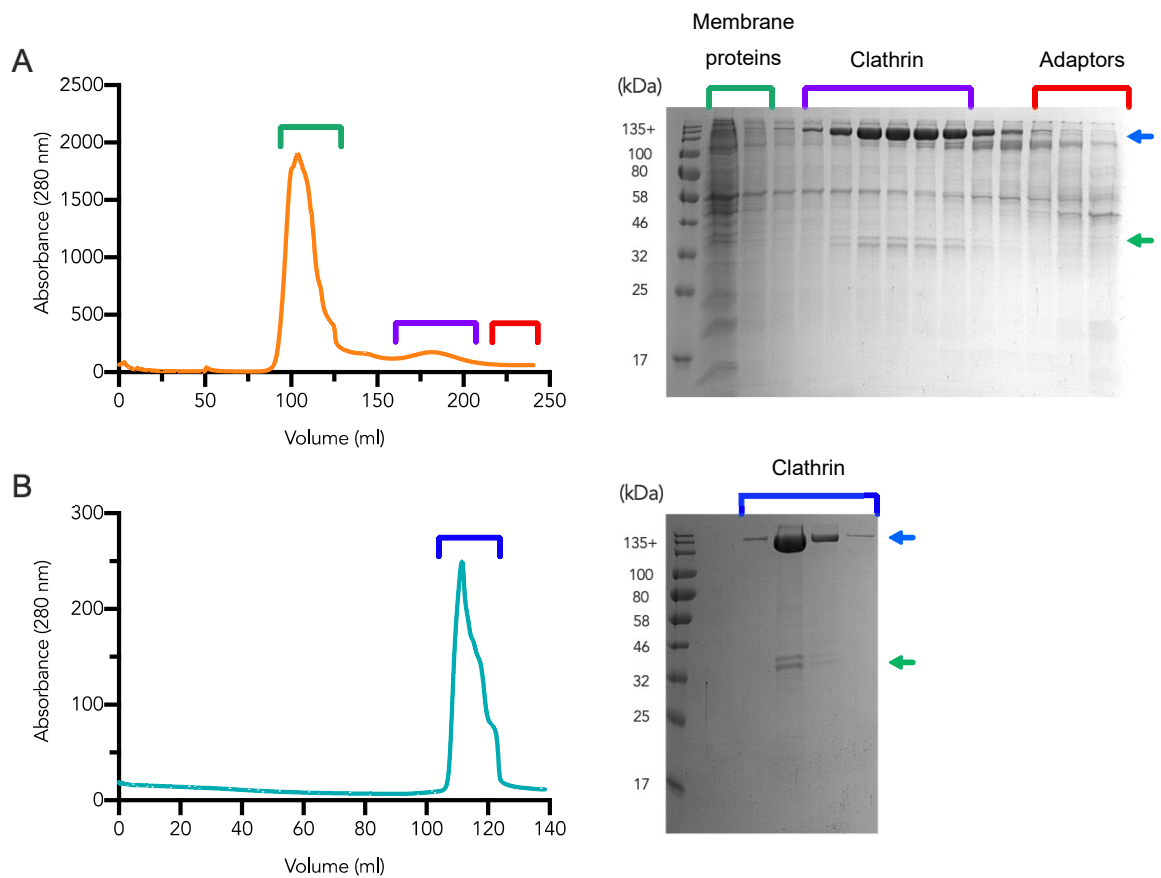 A
Absorbance (280 nm)
2500
2000
1500
1000
500
0
0 50 100 150 200 250
Volume (ml)
Membrane
proteins
Clathrin
Adaptors
(kDa)
135+
100
80
58
46
32
25
17
B
Absorbance (280 nm)
300
200
100
0
0 20 40 60 80 100 120 140
Volume (ml)
Clathrin
(kDa)
135+
100
80
58
46
32
25
17